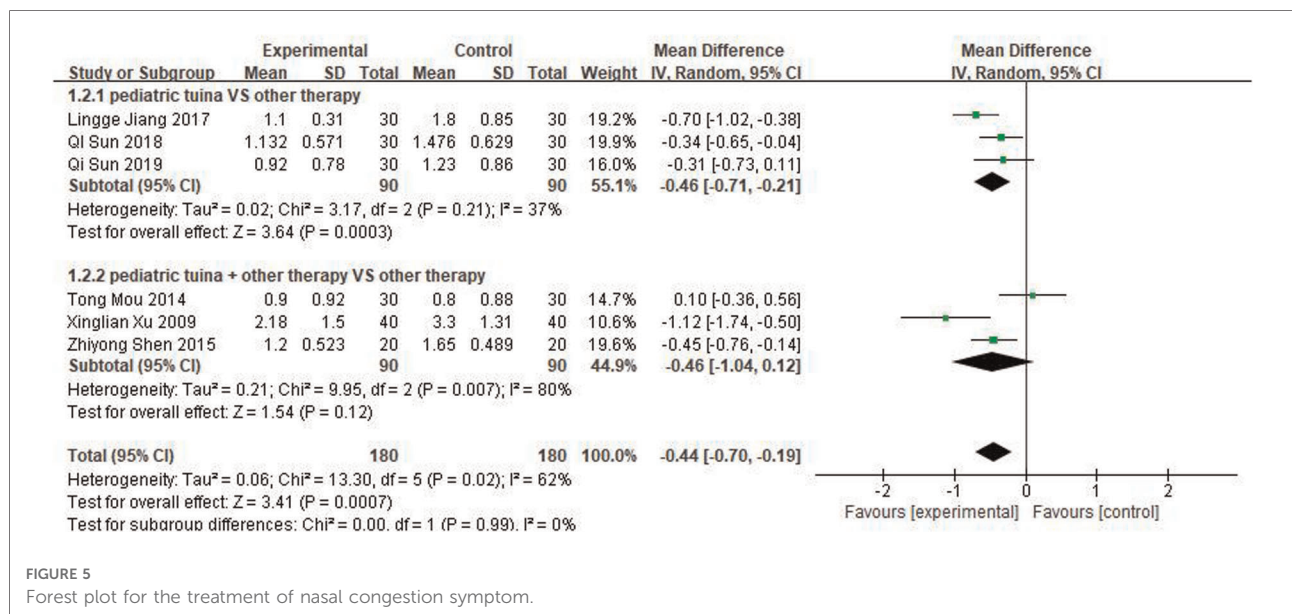 Experimental Control Mean Difference Mean Difference
Study or Subgroup Mean SD Total Mean SD Total Weight IV, Random, 95% CI IV, Random, 95% CI
1.2.1 pediatric tuina VS other therapy
Lingge Jiang 2017 1.1 0.31 30 1.8 0.85 30 19.2% -0.70 [-1.02, -0.38]
QI Sun 2018 1.132 0.571 30 1.476 0.629 30 19.9% -0.34 [-0.65, -0.04]
Qi Sun 2019 0.92 0.78 30 1.23 0.86 30 16.0% -0.31 [-0.73, 0.11]
Subtotal (95% CI) 90 90 55.1% -0.46 [-0.71, -0.21]
Heterogeneity: Tau² = 0.02; Chi² = 3.17, df = 2 (P = 0.21); I² = 37%
Test for overall effect: Z = 3.64 (P = 0.0003)
1.2.2 pediatric tuina + other therapy VS other therapy
Tong Mou 2014 0.9 0.92 30 0.8 0.88 30 14.7% 0.10 [-0.36, 0.56]
Xinglian Xu 2009 2.18 1.5 40 3.3 1.31 40 10.6% -1.12 [-1.74, -0.50]
Zhiyong Shen 2015 1.2 0.523 20 1.65 0.489 20 19.6% -0.45 [-0.76, -0.14]
Subtotal (95% CI) 90 90 44.9% -0.46 [-1.04, 0.12]
Heterogeneity: Tau² = 0.21; Chi² = 9.95, df = 2 (P = 0.007); I² = 80%
Test for overall effect: Z = 1.54 (P = 0.12)
Total (95% CI) 180 180 100.0% -0.44 [-0.70, -0.19]
Heterogeneity: Tau² = 0.06; Chi² = 13.30, df = 5 (P = 0.02); I² = 62%
Test for overall effect: Z = 3.41 (P = 0.0007)
Test for subgroup differences: Chi² = 0.00, df = 1 (P = 0.99), I² = 0%
-2 -1 0 1 2
Favours [experimental] Favours [control]
FIGURE 5
Forest plot for the treatment of nasal congestion symptom.